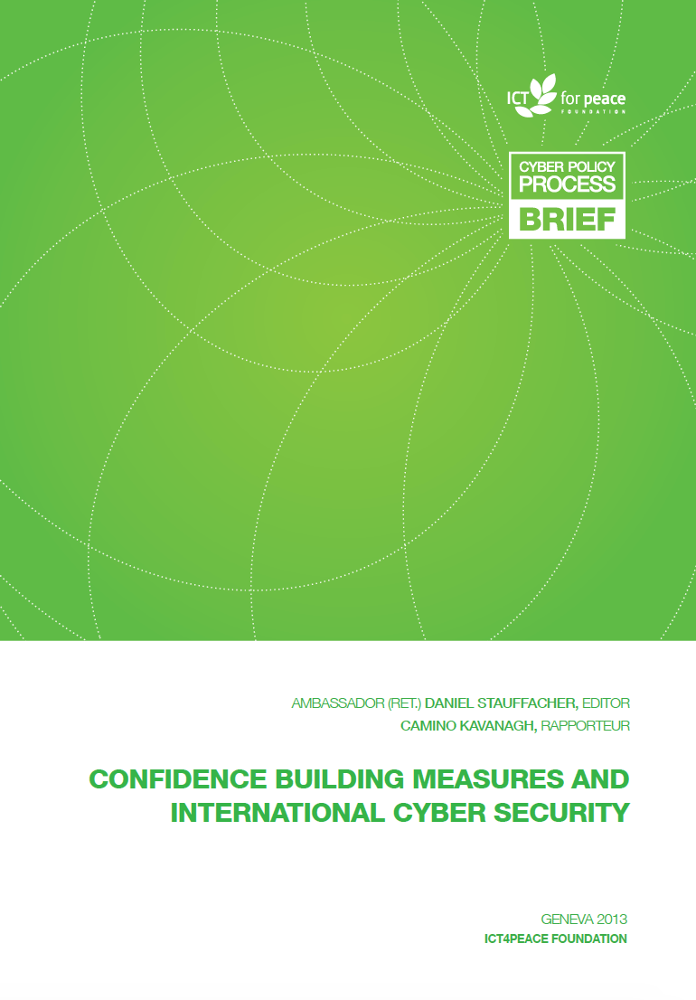 ICT for peace
FOUNDATION
CYBER POLICY
PROCESS
BRIEF
AMBASSADOR (RET.) DANIEL STAUFFACHER, EDITOR
CAMINO KAVANAGH, RAPPORTEUR
CONFIDENCE BUILDING MEASURES AND
INTERNATIONAL CYBER SECURITY
GENEVA 2013
ICT4PEACE FOUNDATION